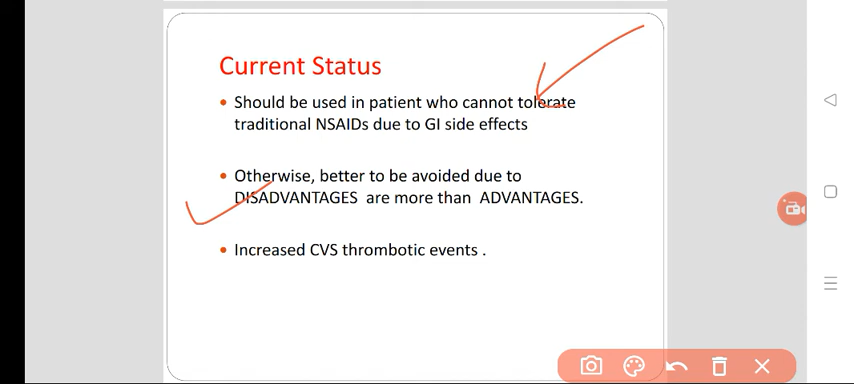 Current Status
• Should be used in patient who cannot tolerate
traditional NSAIDs due to GI side effects
• Otherwise, better to be avoided due to
DISADVANTAGES are more than ADVANTAGES.
• Increased CVS thrombotic events .